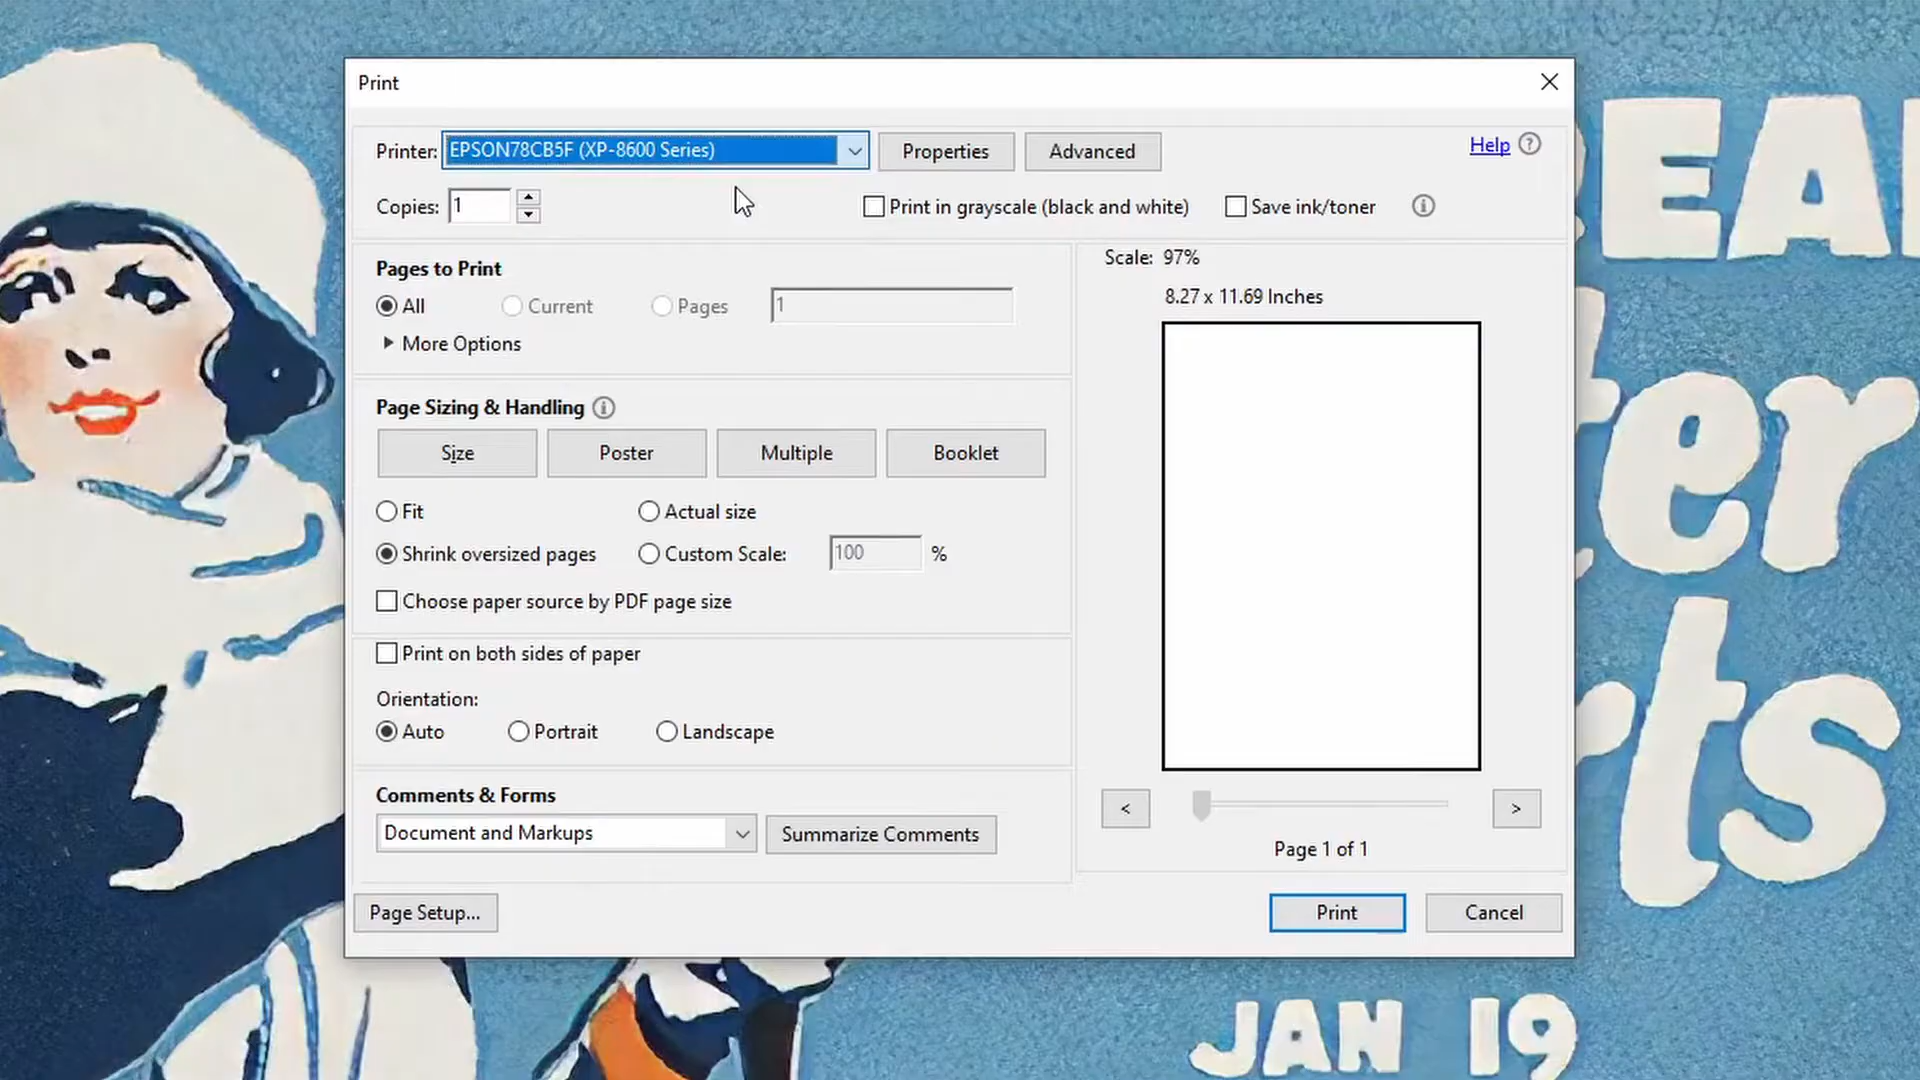 Print
Printer: EPSON78CB5F (XP-8600 Series) Properties Advanced Help ?
Copies: 1 Print in grayscale (black and white) Save ink/toner
Pages to Print
All Current Pages 1
More Options
Page Sizing & Handling
Size Poster Multiple Booklet
Fit Actual size
Shrink oversized pages Custom Scale: 100 %
Choose paper source by PDF page size
Print on both sides of paper
Orientation:
Auto Portrait Landscape
Comments & Forms
Document and Markups Summarize Comments
Scale: 97%
8.27 x 11.69 Inches
< >
Page 1 of 1
Page Setup... Print Cancel
JAN 19